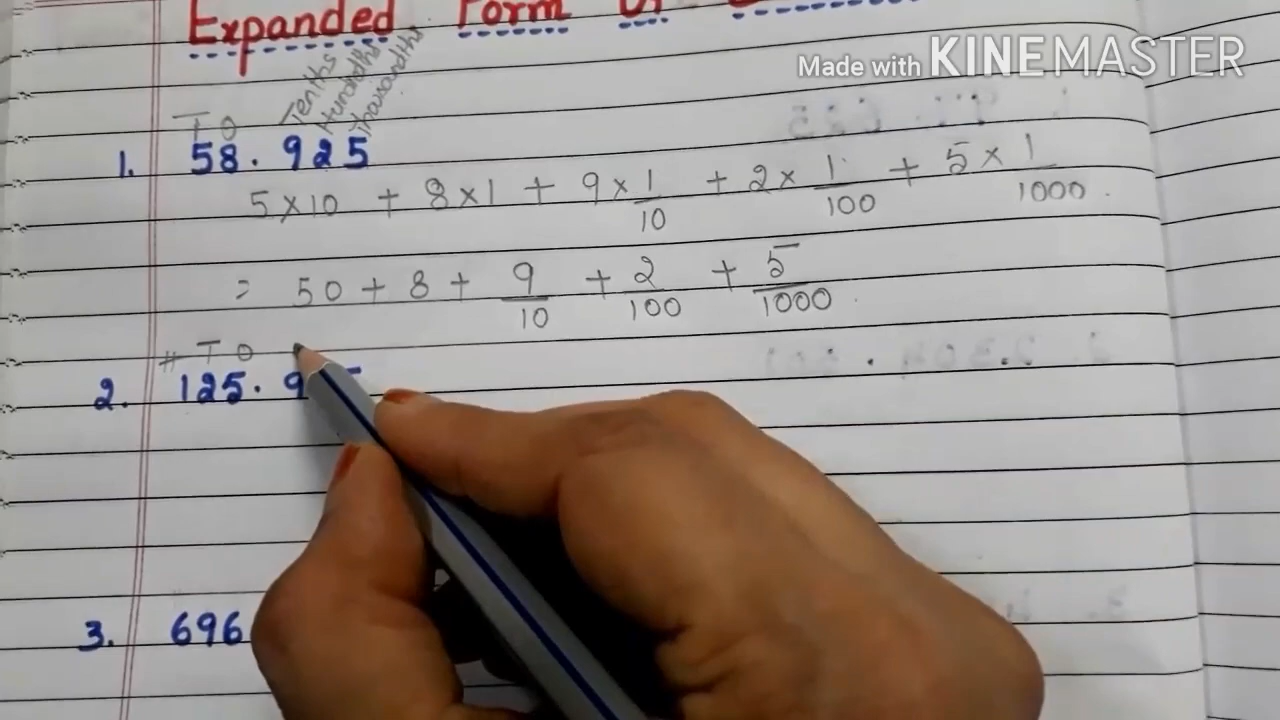 Expanded Form Of
Made with KINEMASTER
T O Tenths Hundredths Thousandths
1. 58.925
5×10 + 8×1 + 9×1/10 + 2×1/100 + 5×1/1000.
= 50 + 8 + 9/10 + 2/100 + 5/1000.
H T O
2. 125.9
3. 696